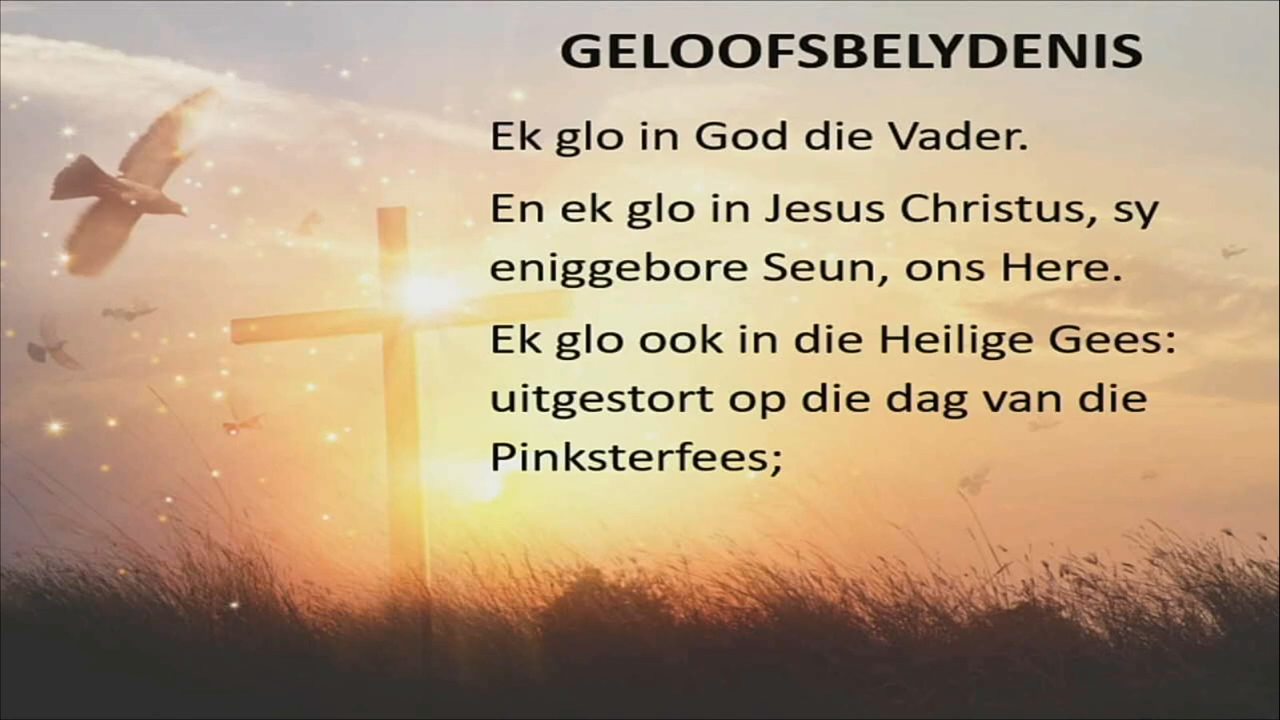 GELOOFSBELYDENIS
Ek glo in God die Vader.
En ek glo in Jesus Christus, sy
eniggebore Seun, ons Here.
Ek glo ook in die Heilige Gees:
uitgestort op die dag van die
Pinksterfees;